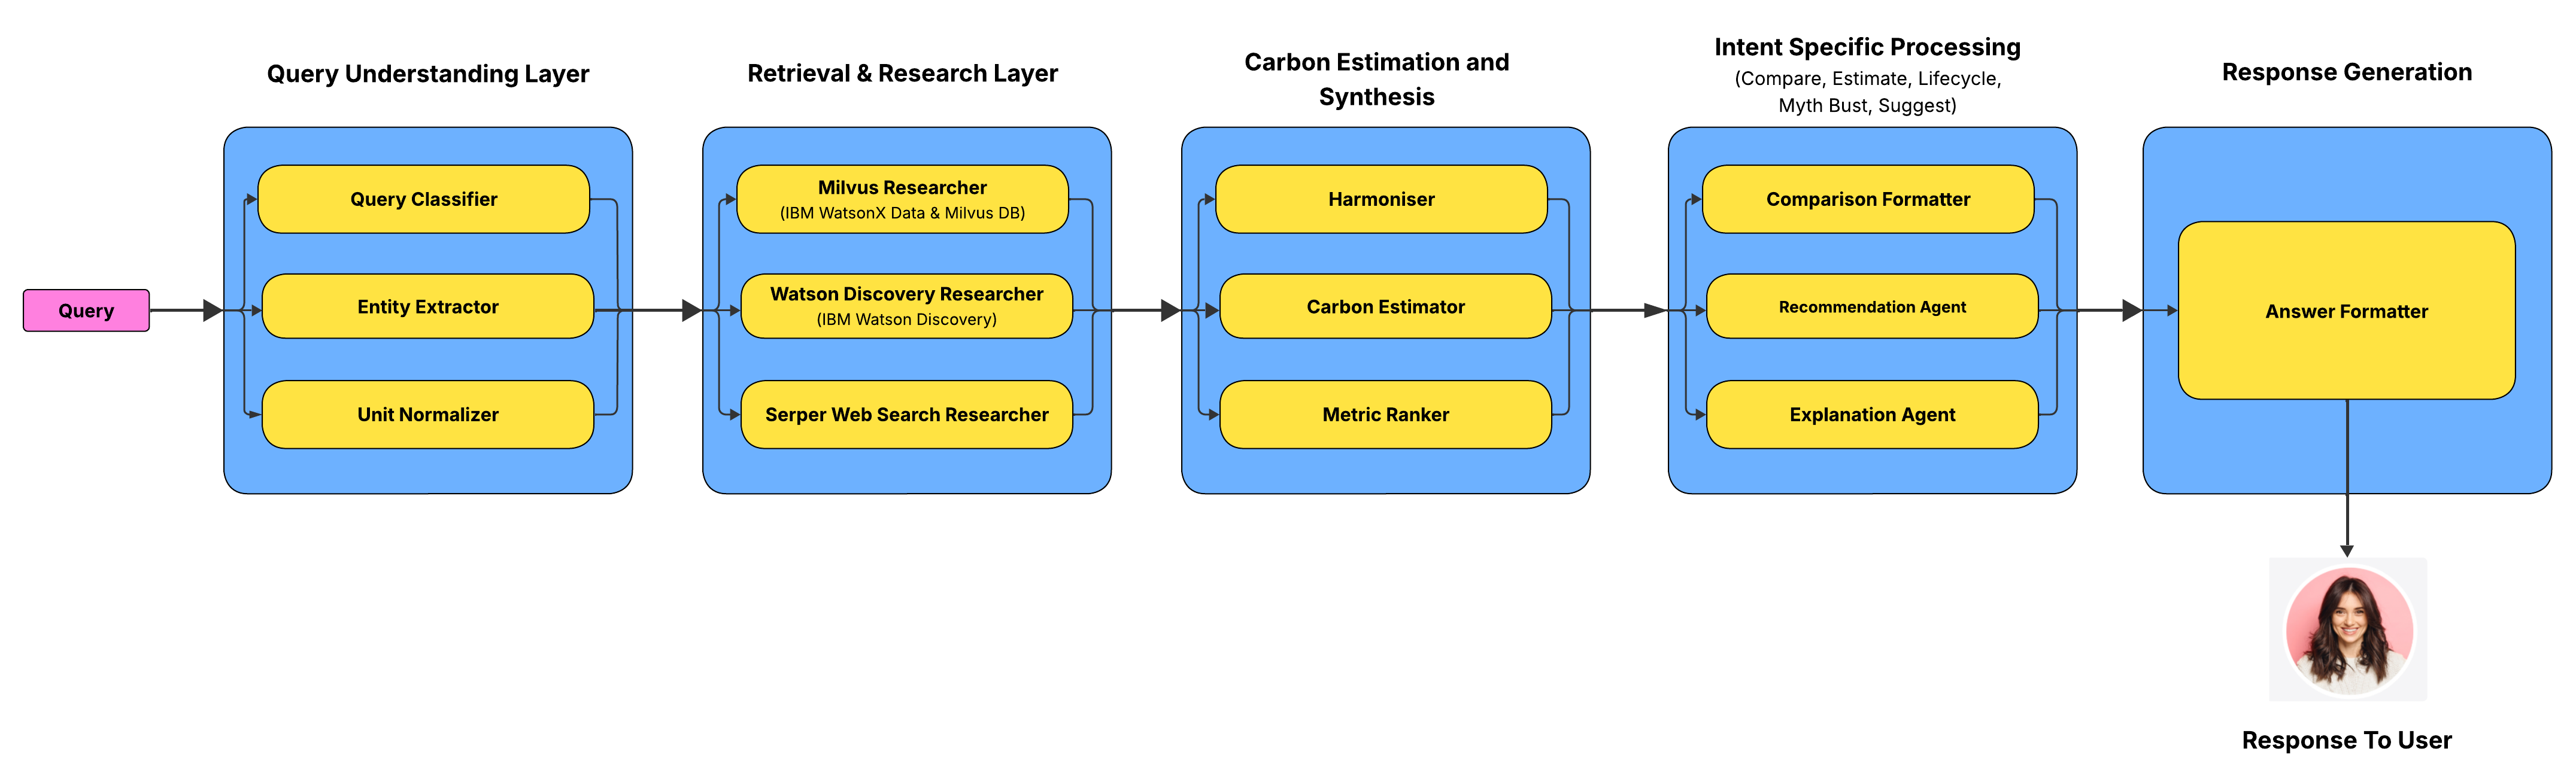 Query
Query Understanding Layer
Query Classifier
Entity Extractor
Unit Normalizer
Retrieval & Research Layer
Milvus Researcher
(IBM WatsonX Data & Milvus DB)
Watson Discovery Researcher
(IBM Watson Discovery)
Serper Web Search Researcher
Carbon Estimation and
Synthesis
Harmoniser
Carbon Estimator
Metric Ranker
Intent Specific Processing
(Compare, Estimate, Lifecycle,
Myth Bust, Suggest)
Comparison Formatter
Recommendation Agent
Explanation Agent
Response Generation
Answer Formatter
Response To User